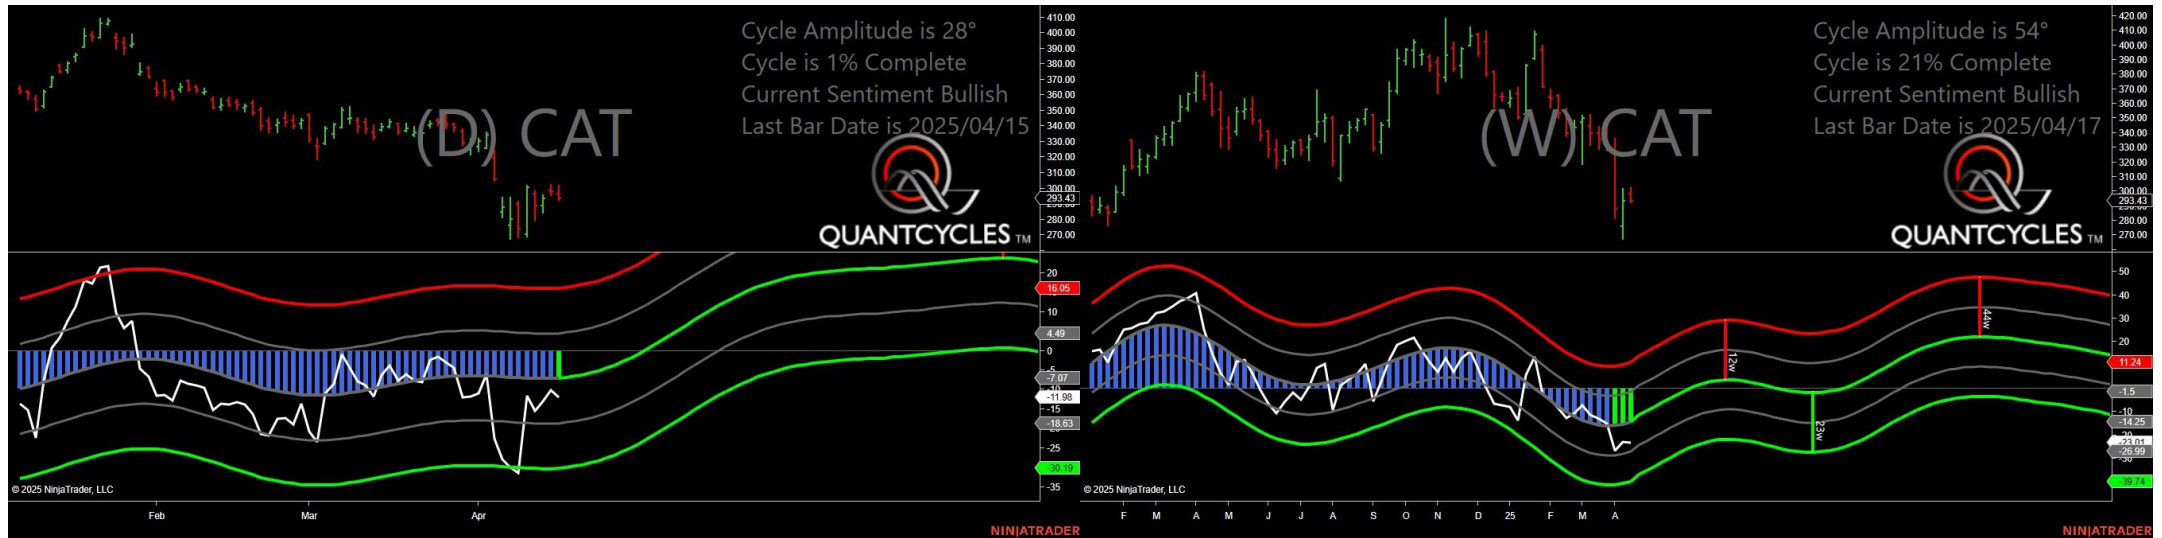 Cycle Amplitude is 28°
Cycle is 1% Complete
Current Sentiment Bullish
Last Bar Date is 2025/04/15
(D) CAT
QUANTCYCLES TM
410.00
400.00
390.00
380.00
370.00
360.00
350.00
340.00
330.00
320.00
310.00
300.00
293.43
280.00
270.00
20
16.05
10
4.49
0
-7.07
-11.98
-15
-18.63
-25
-30.19
-35
© 2025 NinjaTrader, LLC
Feb Mar Apr
NINJATRADER
Cycle Amplitude is 54°
Cycle is 21% Complete
Current Sentiment Bullish
Last Bar Date is 2025/04/17
(W) CAT
QUANTCYCLES TM
420.00
410.00
400.00
390.00
380.00
370.00
360.00
350.00
340.00
330.00
320.00
310.00
300.00
293.43
280.00
270.00
50
40
30
20
11.24
-1.5
-10
-14.25
-23.01
-26.99
-39.74
12w
23w
44w
© 2025 NinjaTrader, LLC
F M A M J J A S O N D 25 F M A
NINJATRADER